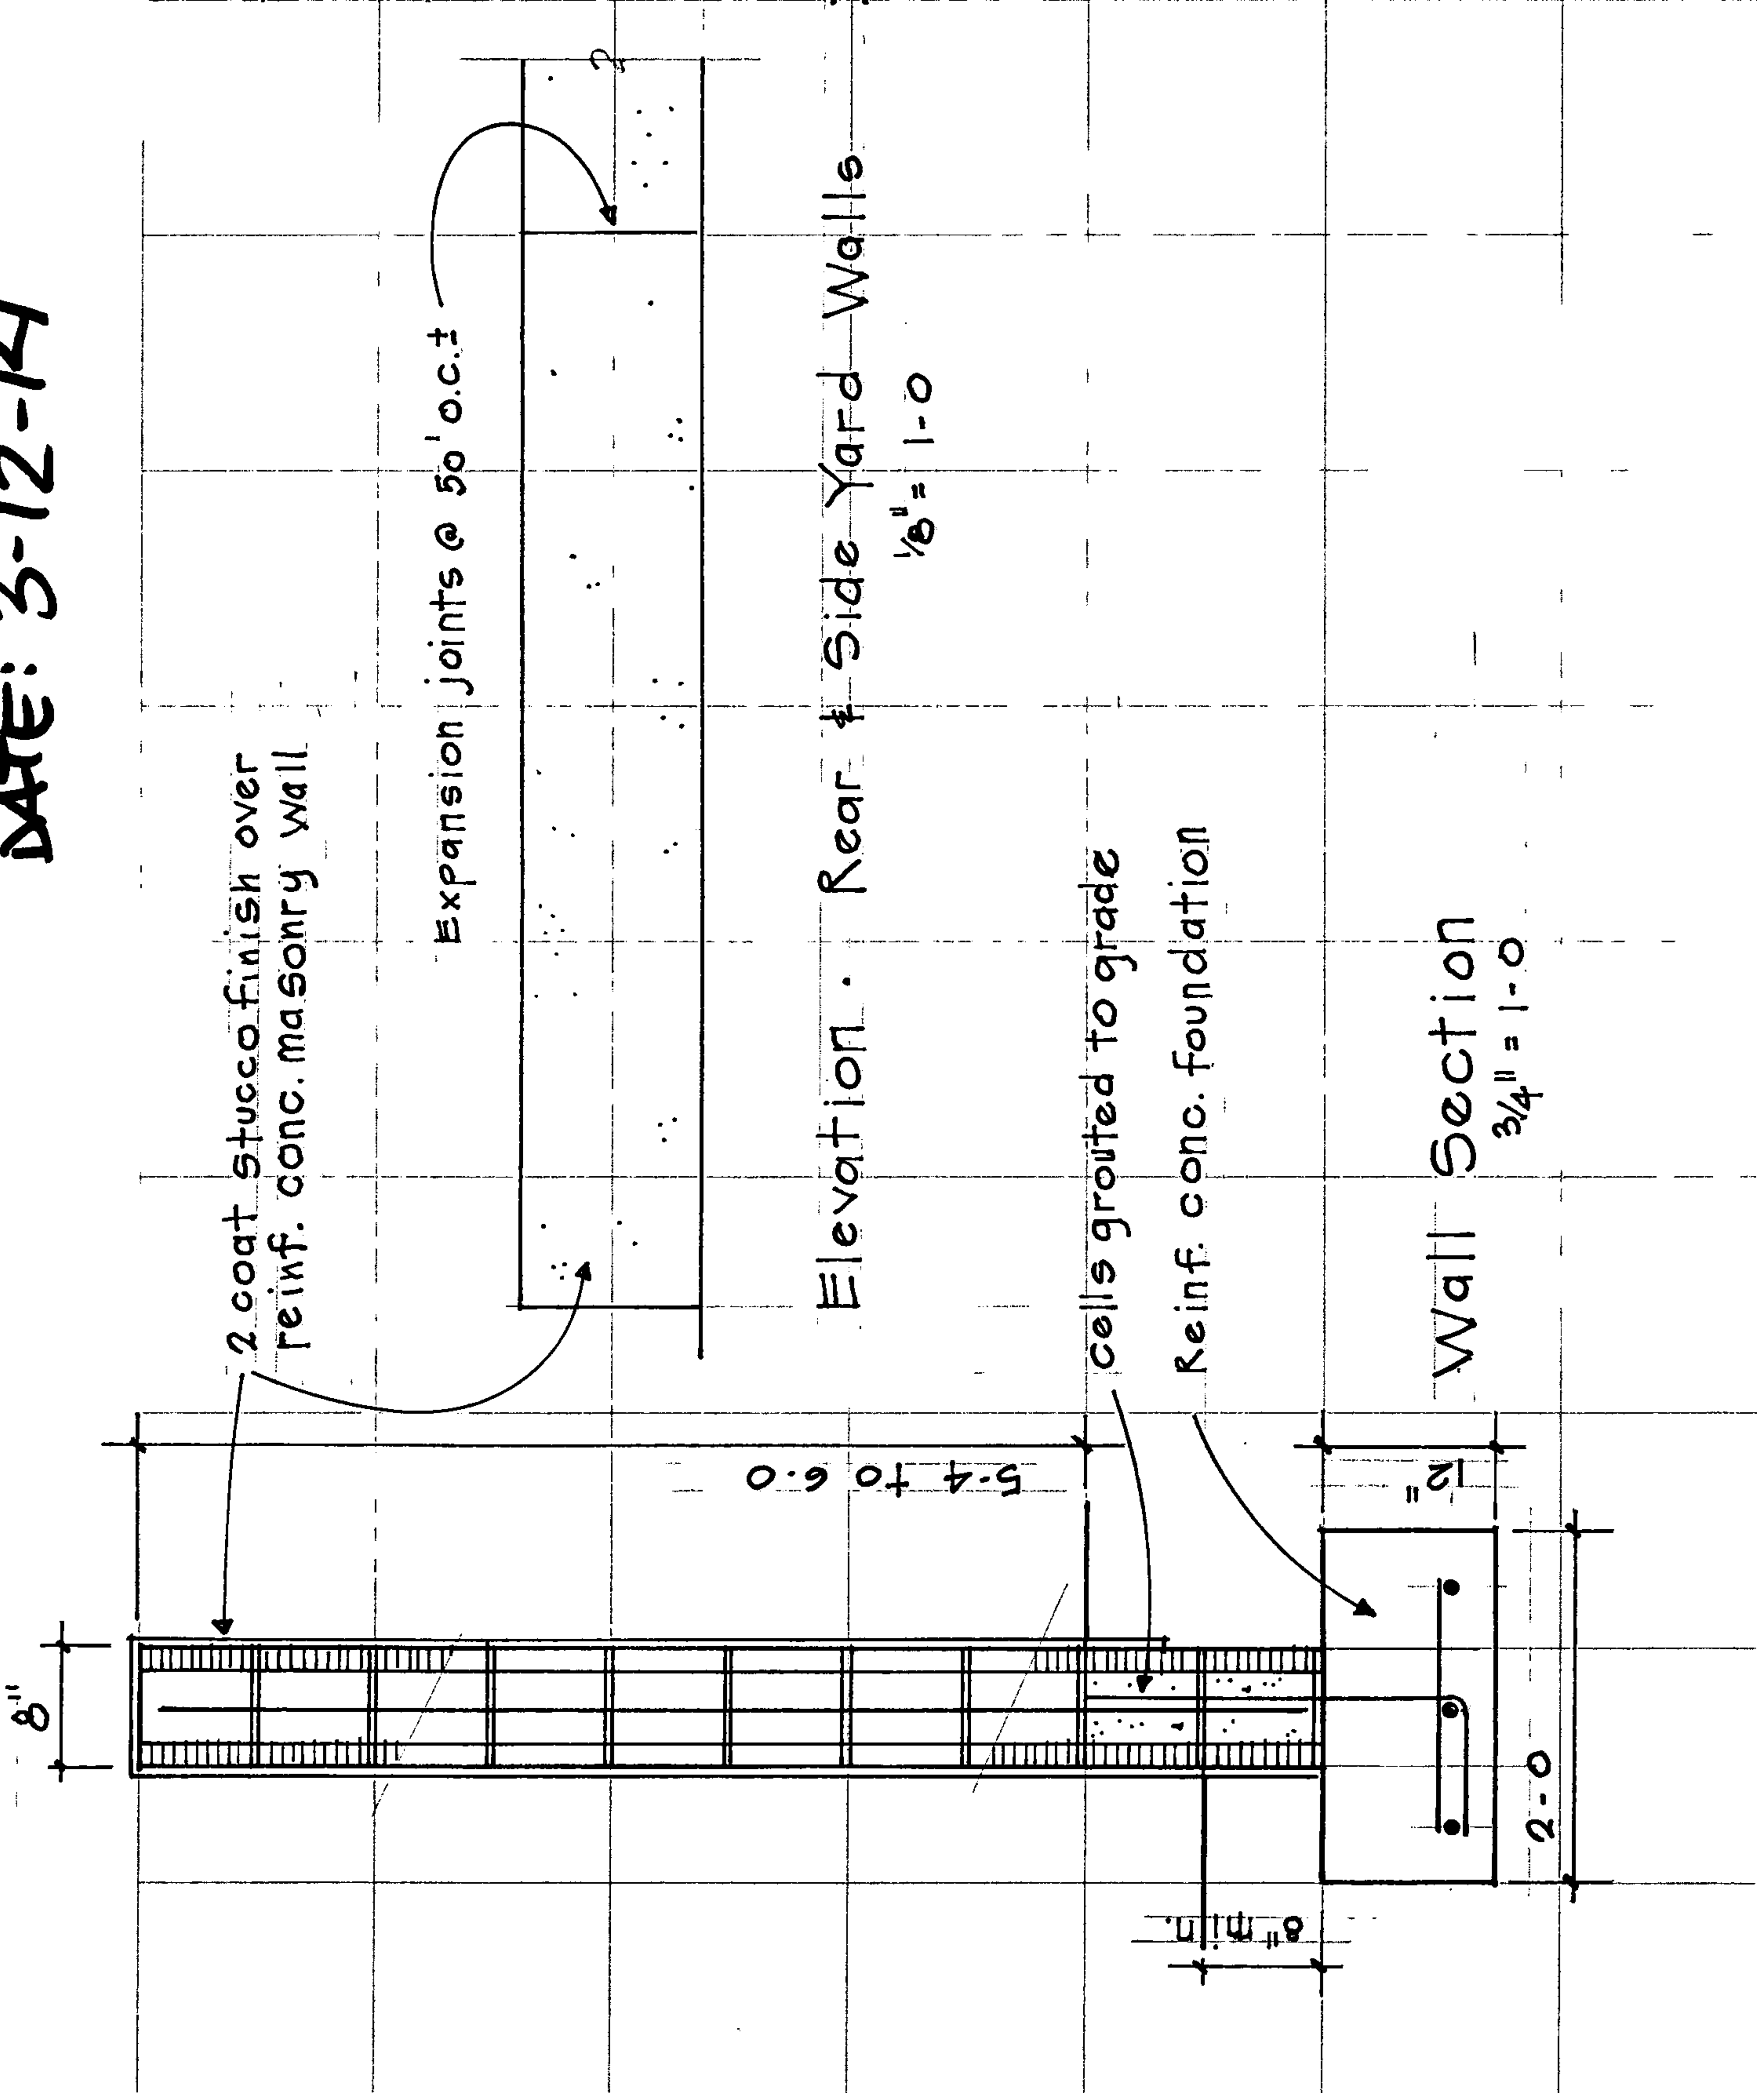 DATE: 3-12-14
2 coat stucco finish over
reinf. conc. masonry wall
Expansion joints @ 50' o.c.±
Elevation · Rear & Side Yard Walls
1/8" = 1-0
cells grouted to grade
Reinf. conc. foundation
Wall Section
3/4" = 1-0
8"
5-4 to 6-0
12"
2-0
8" min.